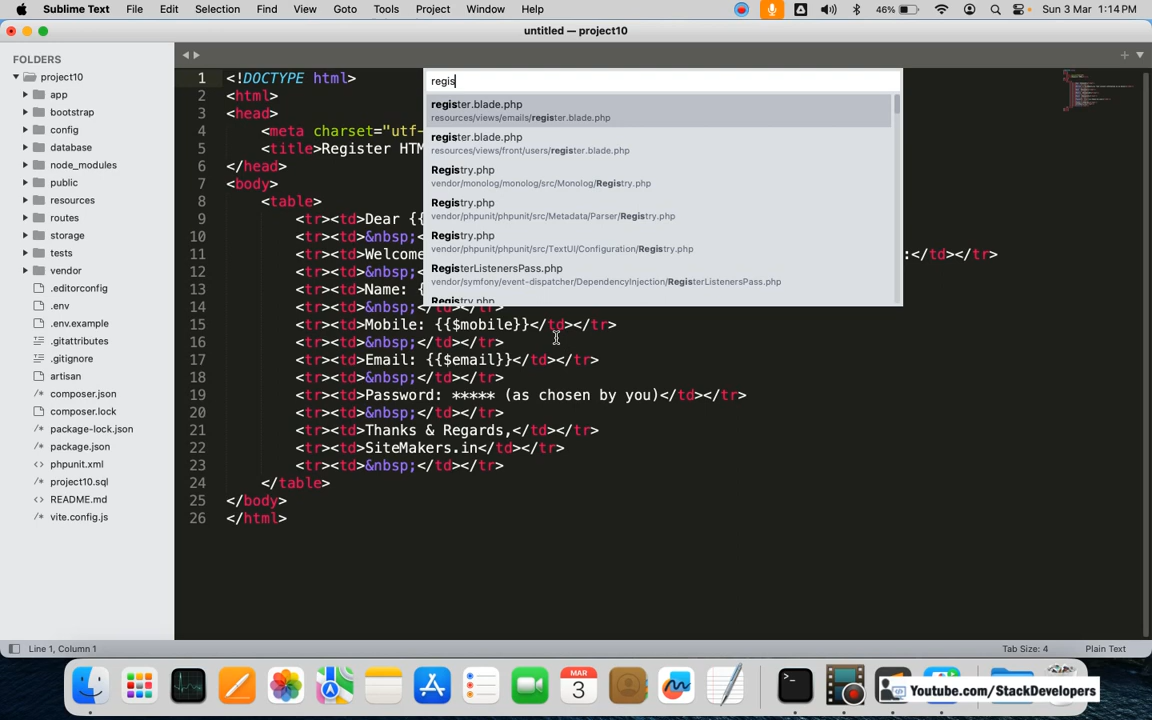 Sublime Text File Edit Selection Find View Goto Tools Project Window Help 46% Sun 3 Mar 1:14 PM
untitled — project10
FOLDERS
project10
app
bootstrap
config
database
node_modules
public
resources
routes
storage
tests
vendor
.editorconfig
.env
.env.example
.gitattributes
.gitignore
artisan
composer.json
composer.lock
package-lock.json
package.json
phpunit.xml
project10.sql
README.md
vite.config.js
regis
register.blade.php
resources/views/emails/register.blade.php
register.blade.php
resources/views/front/users/register.blade.php
Registry.php
vendor/monolog/monolog/src/Monolog/Registry.php
Registry.php
vendor/phpunit/phpunit/src/Metadata/Parser/Registry.php
Registry.php
vendor/phpunit/phpunit/src/TextUI/Configuration/Registry.php
RegisterListenersPass.php
vendor/symfony/event-dispatcher/DependencyInjection/RegisterListenersPass.php
Registry.php
1 <!DOCTYPE html>
2 <html>
3 <head>
4 <meta charset="utf-
5 <title>Register HTM
6 </head>
7 <body>
8 <table>
9 <tr><td>Dear {{
10 <tr><td>&nbsp;<
11 <tr><td>Welcome :</td></tr>
12 <tr><td>&nbsp;<
13 <tr><td>Name: {
14 <tr><td>&nbsp;</td></tr>
15 <tr><td>Mobile: {{$mobile}}</td></tr>
16 <tr><td>&nbsp;</td></tr>
17 <tr><td>Email: {{$email}}</td></tr>
18 <tr><td>&nbsp;</td></tr>
19 <tr><td>Password: ***** (as chosen by you)</td></tr>
20 <tr><td>&nbsp;</td></tr>
21 <tr><td>Thanks & Regards,</td></tr>
22 <tr><td>SiteMakers.in</td></tr>
23 <tr><td>&nbsp;</td></tr>
24 </table>
25 </body>
26 </html>
Line 1, Column 1 Tab Size: 4 Plain Text
MAR
3
Youtube.com/StackDevelopers